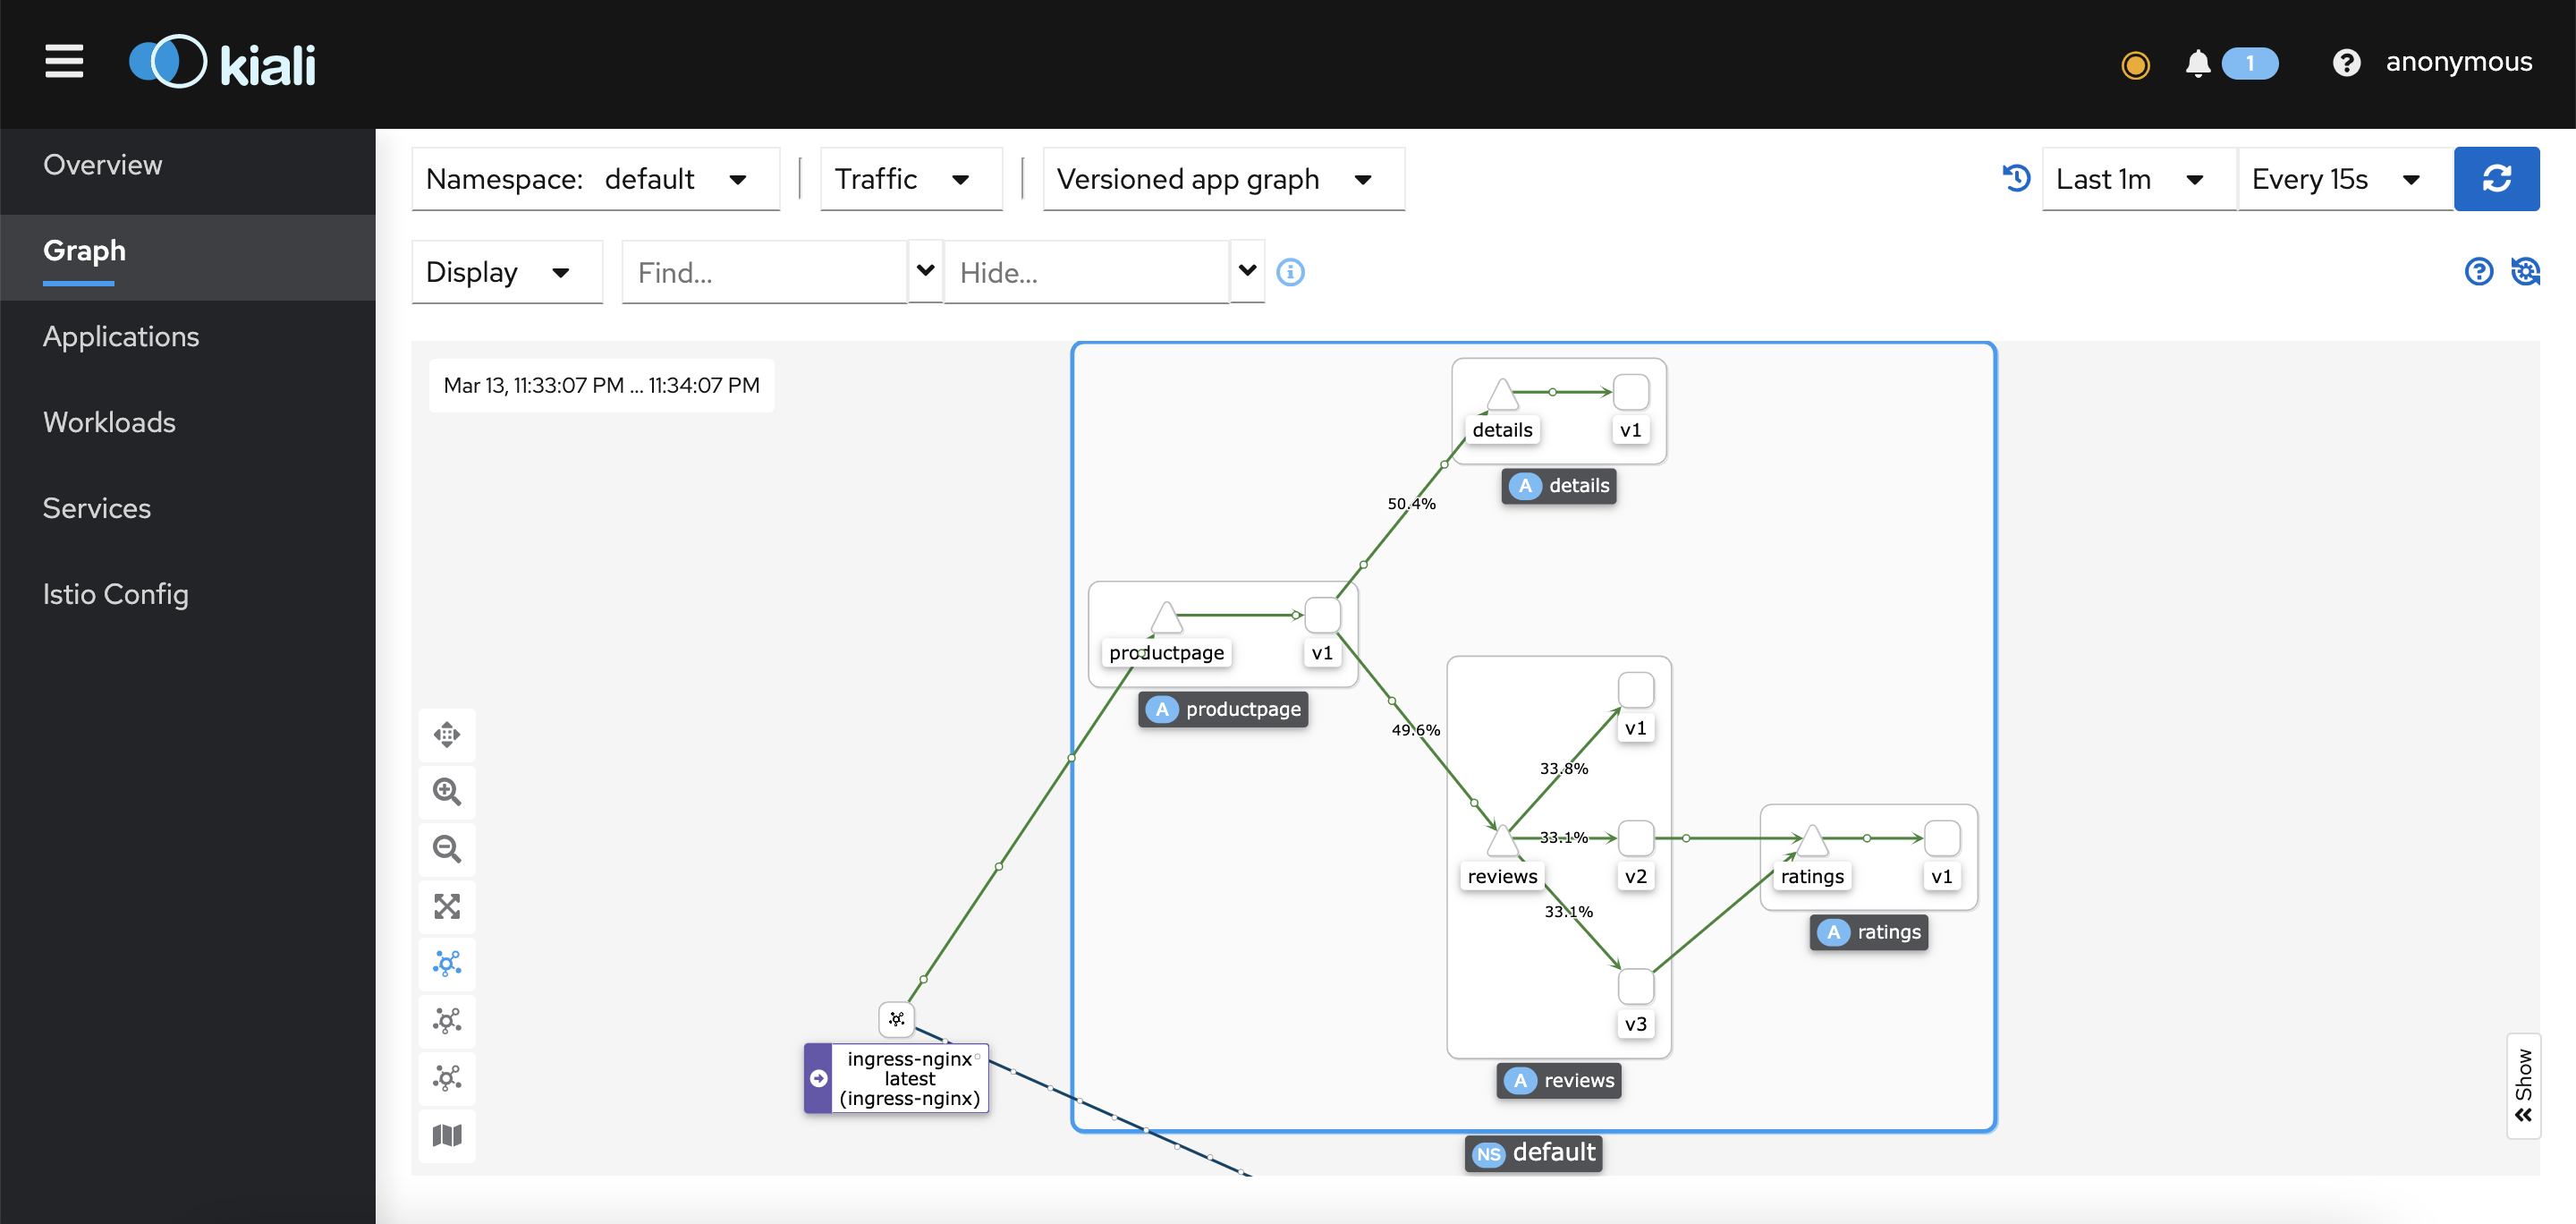 kiali
1
anonymous
Overview
Graph
Applications
Workloads
Services
Istio Config
Namespace: default
Traffic
Versioned app graph
Last 1m
Every 15s
Display
Find...
Hide...
Mar 13, 11:33:07 PM ... 11:34:07 PM
details
v1
A details
50.4%
productpage
v1
A productpage
49.6%
v1
33.8%
33.1%
reviews
v2
33.1%
v3
A reviews
ratings
v1
A ratings
ingress-nginx
latest
(ingress-nginx)
NS default
Show